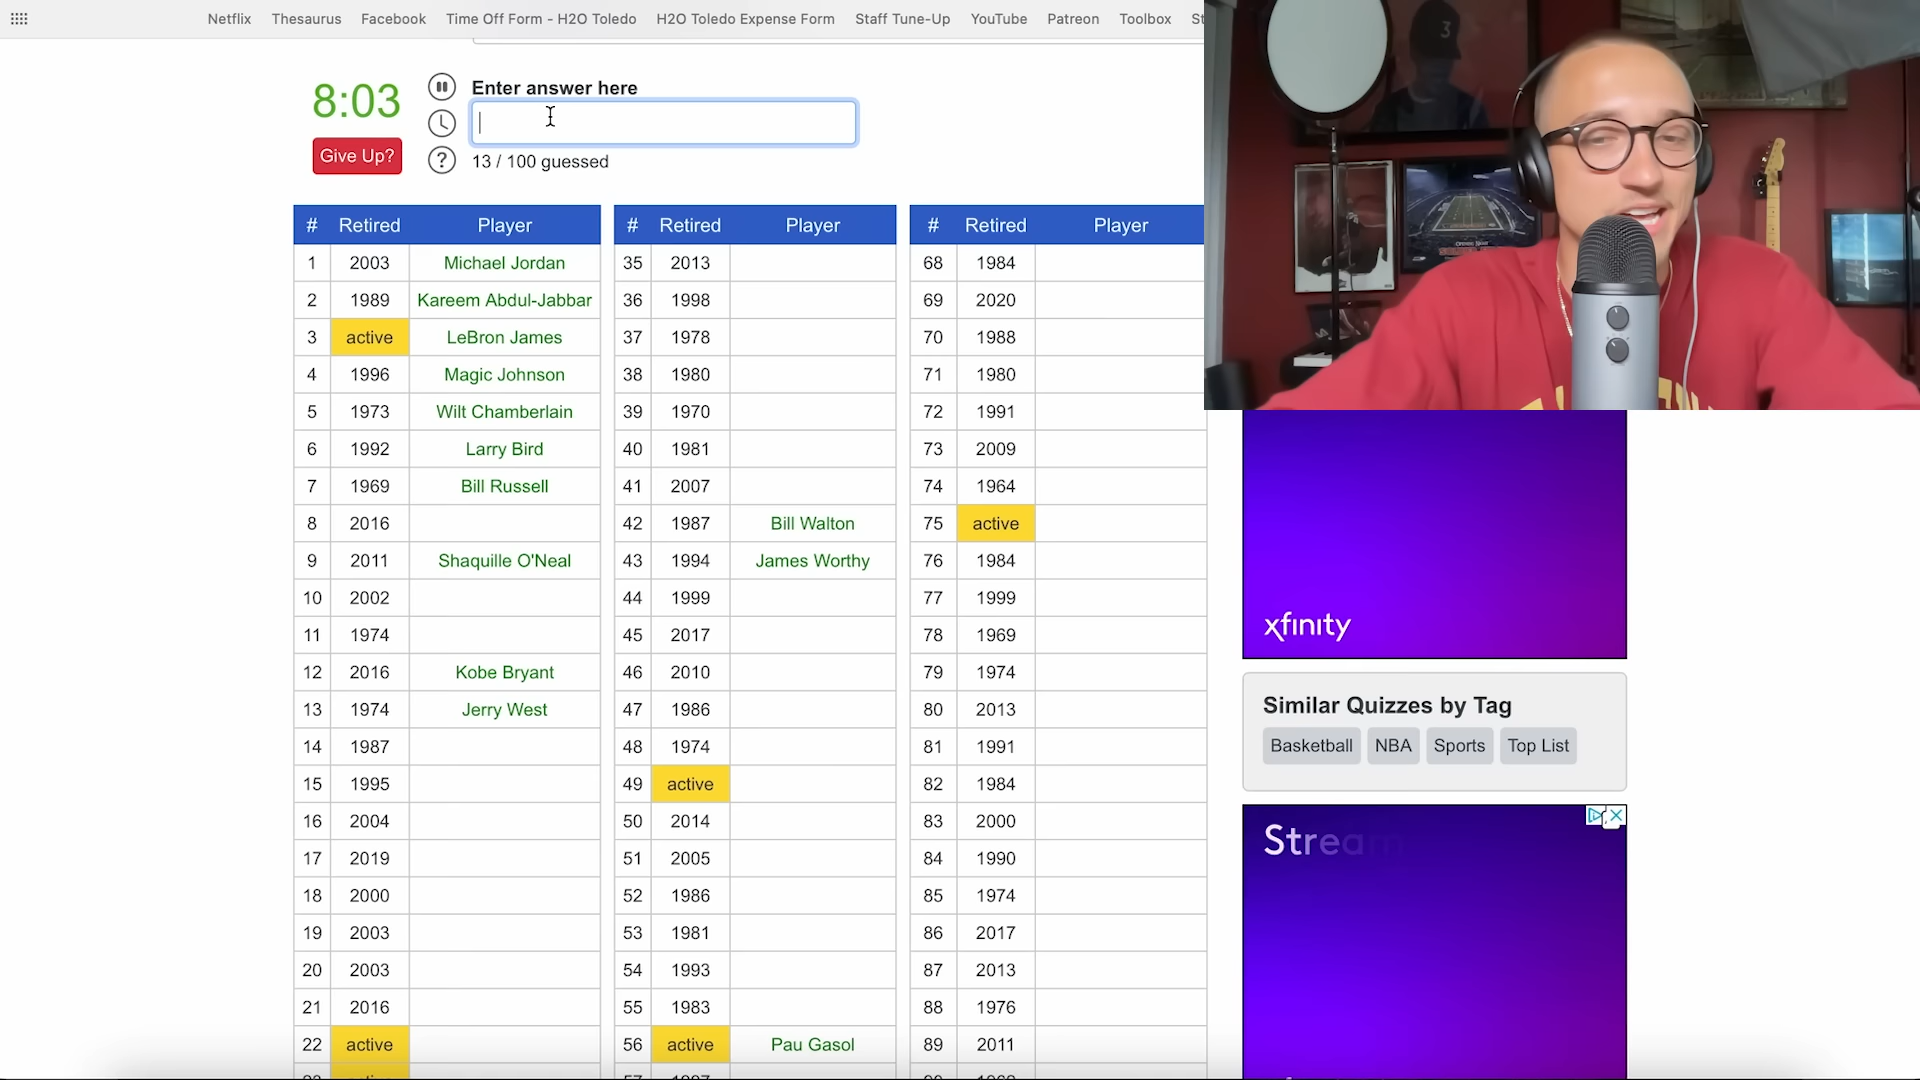 Netflix Thesaurus Facebook Time Off Form - H2O Toledo H2O Toledo Expense Form Staff Tune-Up YouTube Patreon Toolbox St
8:03
Enter answer here
Give Up?
13 / 100 guessed
# Retired Player # Retired Player # Retired Player
1 2003 Michael Jordan 35 2013 68 1984
2 1989 Kareem Abdul-Jabbar 36 1998 69 2020
3 active LeBron James 37 1978 70 1988
4 1996 Magic Johnson 38 1980 71 1980
5 1973 Wilt Chamberlain 39 1970 72 1991
6 1992 Larry Bird 40 1981 73 2009
7 1969 Bill Russell 41 2007 74 1964
8 2016 42 1987 Bill Walton 75 active
9 2011 Shaquille O'Neal 43 1994 James Worthy 76 1984
10 2002 44 1999 77 1999
11 1974 45 2017 78 1969
12 2016 Kobe Bryant 46 2010 79 1974
13 1974 Jerry West 47 1986 80 2013
14 1987 48 1974 81 1991
15 1995 49 active 82 1984
16 2004 50 2014 83 2000
17 2019 51 2005 84 1990
18 2000 52 1986 85 1974
19 2003 53 1981 86 2017
20 2003 54 1993 87 2013
21 2016 55 1983 88 1976
22 active 56 active Pau Gasol 89 2011
3
xfinity
Similar Quizzes by Tag
Basketball NBA Sports Top List
Stream